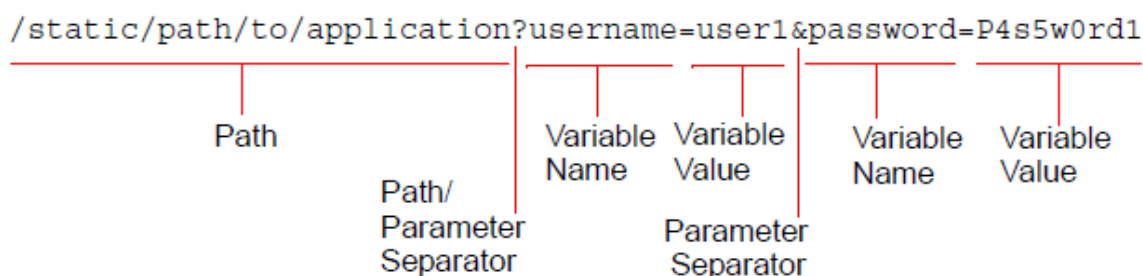 /static/path/to/application?username=user1&password=P4s5w0rd1
Path
Variable
Name
Variable
Value
Variable
Name
Variable
Value
Path/
Parameter
Separator
Parameter
Separator